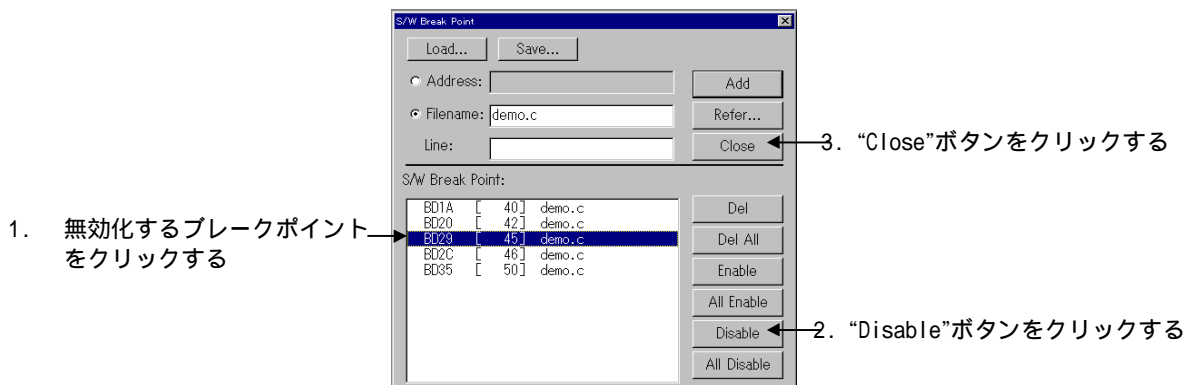 S/W Break Point
Load... Save...
Address: Add
Filename: demo.c Refer...
Line: Close
3. “Close”ボタンをクリックする
S/W Break Point:
BD1A [ 40] demo.c
BD20 [ 42] demo.c
BD29 [ 45] demo.c
BD2C [ 46] demo.c
BD35 [ 50] demo.c
1. 無効化するブレークポイント
をクリックする
Del
Del All
Enable
All Enable
Disable
2. “Disable”ボタンをクリックする
All Disable